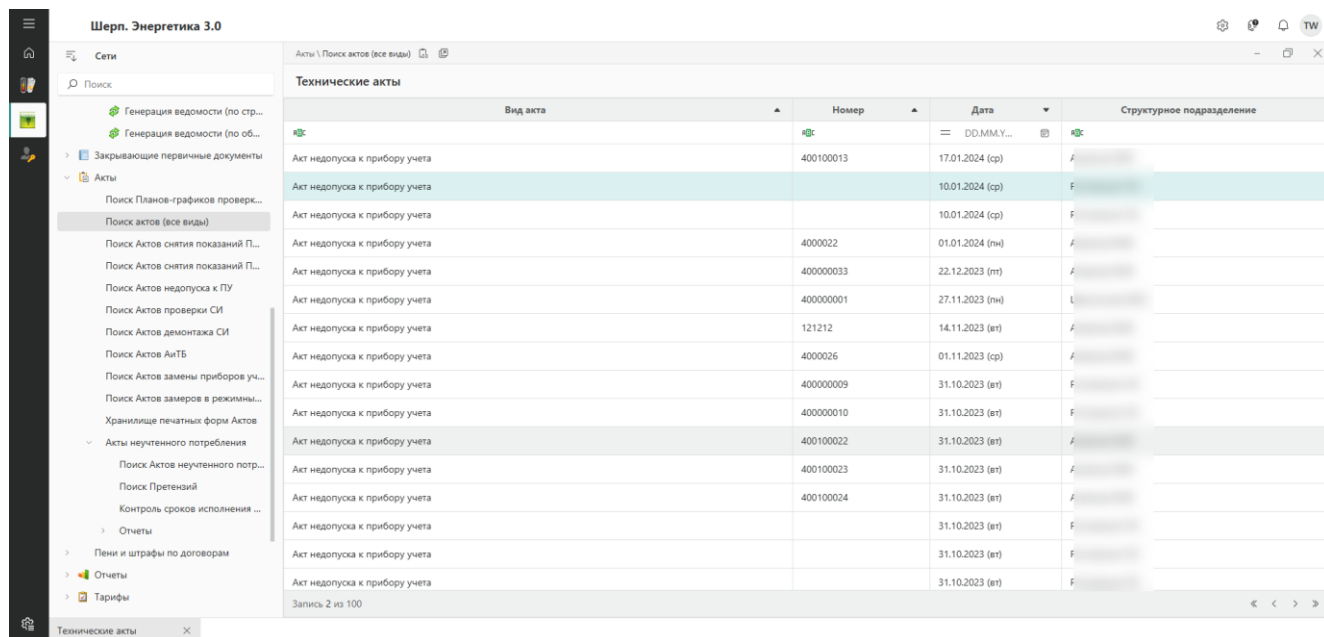 Шерп. Энергетика 3.0
TW
Сети
Акты \ Поиск актов (все виды)
Поиск
Технические акты
Генерация ведомости (по стр...
Генерация ведомости (по об...
Закрывающие первичные документы
Акты
Поиск Планов-графиков проверк...
Поиск актов (все виды)
Поиск Актов снятия показаний П...
Поиск Актов снятия показаний П...
Поиск Актов недопуска к ПУ
Поиск Актов проверки СИ
Поиск Актов демонтажа СИ
Поиск Актов АиТБ
Поиск Актов замены приборов уч...
Поиск Актов замеров в режимны...
Хранилище печатных форм Актов
Акты неучтенного потребления
Поиск Актов неучтенного потр...
Поиск Претензий
Контроль сроков исполнения ...
Отчеты
Пени и штрафы по договорам
Отчеты
Тарифы
Вид акта Номер Дата Структурное подразделение
= DD.MM.Y...
Акт недопуска к прибору учета 400100013 17.01.2024 (ср)
Акт недопуска к прибору учета 10.01.2024 (ср)
Акт недопуска к прибору учета 10.01.2024 (ср)
Акт недопуска к прибору учета 4000022 01.01.2024 (пн)
Акт недопуска к прибору учета 400000033 22.12.2023 (пт)
Акт недопуска к прибору учета 400000001 27.11.2023 (пн)
Акт недопуска к прибору учета 121212 14.11.2023 (вт)
Акт недопуска к прибору учета 4000026 01.11.2023 (ср)
Акт недопуска к прибору учета 400000009 31.10.2023 (вт)
Акт недопуска к прибору учета 400000010 31.10.2023 (вт)
Акт недопуска к прибору учета 400100022 31.10.2023 (вт)
Акт недопуска к прибору учета 400100023 31.10.2023 (вт)
Акт недопуска к прибору учета 400100024 31.10.2023 (вт)
Акт недопуска к прибору учета 31.10.2023 (вт)
Акт недопуска к прибору учета 31.10.2023 (вт)
Акт недопуска к прибору учета 31.10.2023 (вт)
Запись 2 из 100
Технические акты